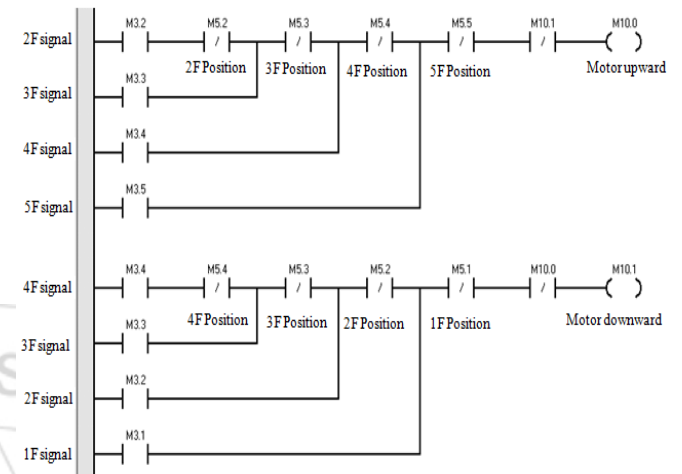 M3.2 M5.2 M5.3 M5.4 M5.5 M10.1 M10.0
2F signal
2F Position 3F Position 4F Position 5F Position Motor upward
M3.3
3F signal
M3.4
4F signal
M3.5
5F signal
M3.4 M5.4 M5.3 M5.2 M5.1 M10.0 M10.1
4F signal
4F Position 3F Position 2F Position 1F Position Motor downward
M3.3
3F signal
M3.2
2F signal
M3.1
1F signal